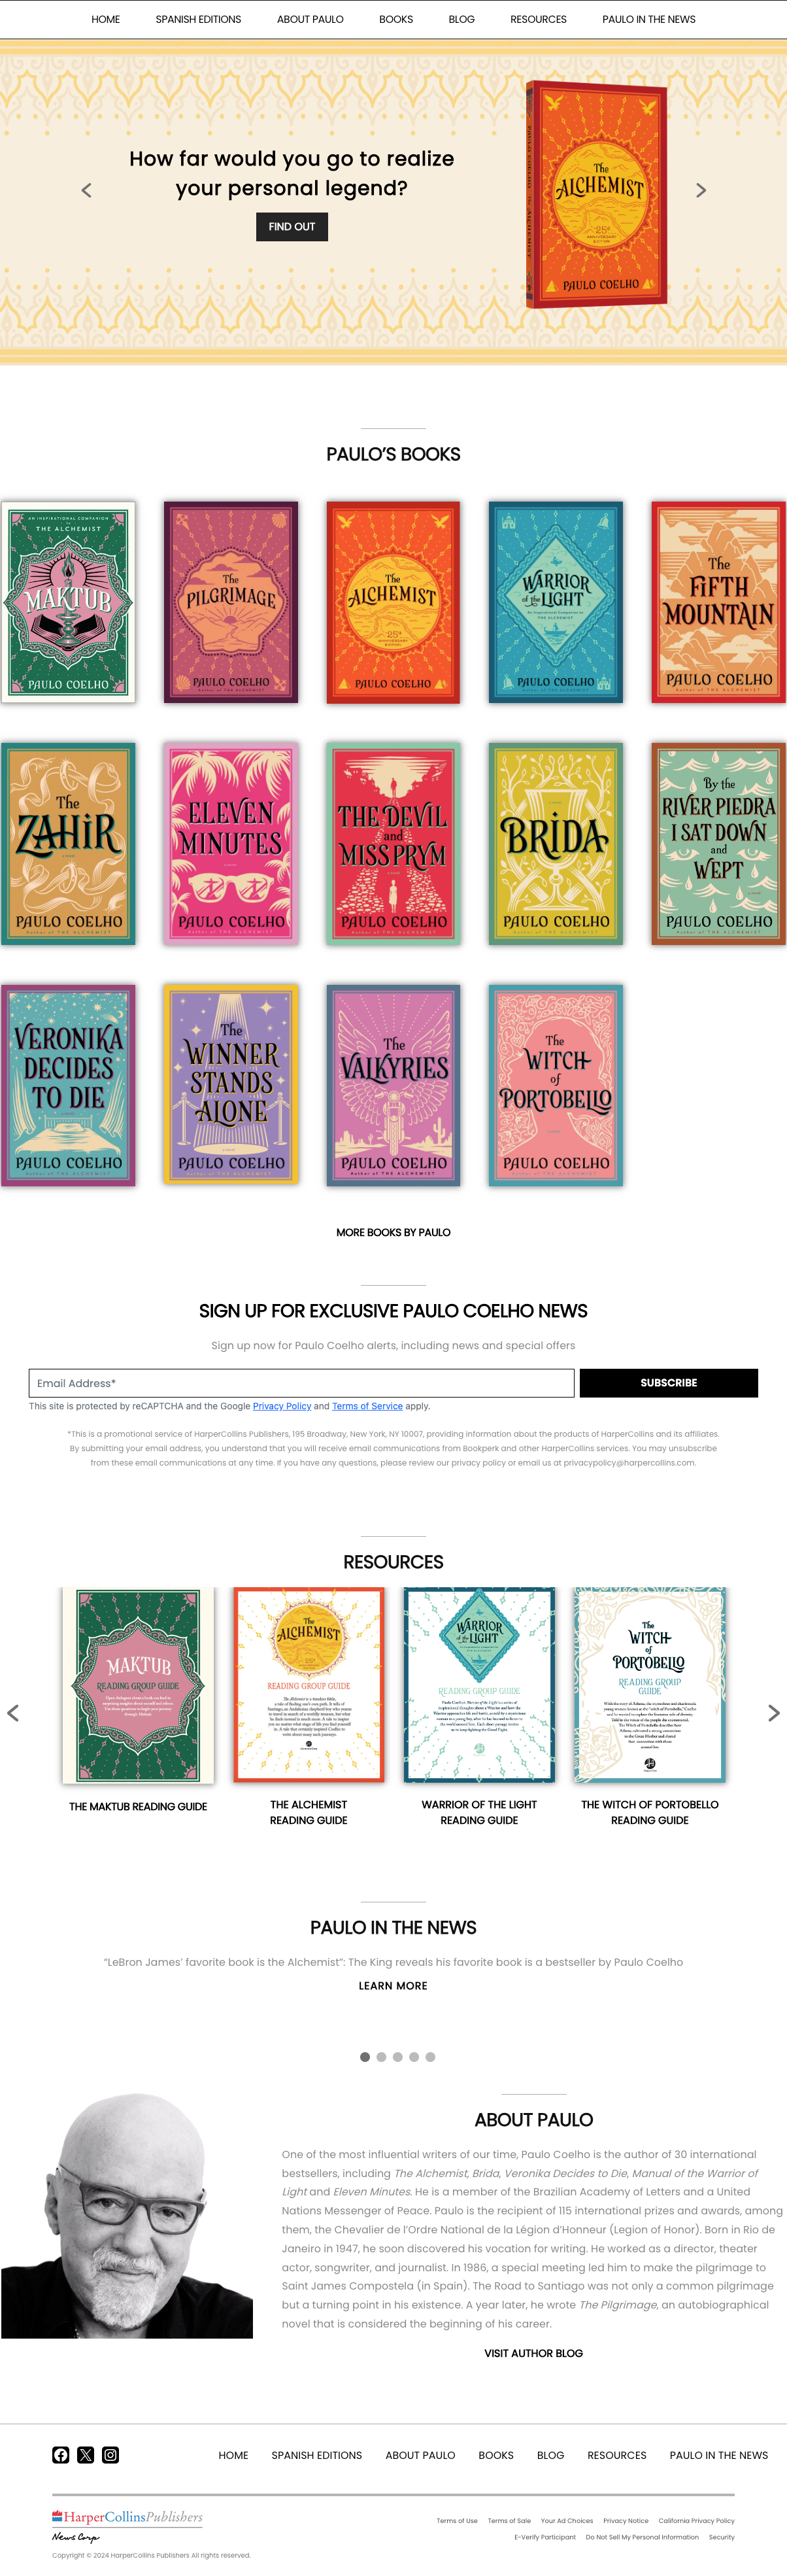 HOME SPANISH EDITIONS ABOUT PAULO BOOKS BLOG RESOURCES PAULO IN THE NEWS
How far would you go to realize
your personal legend?
FIND OUT
The
ALCHEMIST
25th
ANNIVERSARY
EDITION
PAULO COELHO
PAULO'S BOOKS
AN INSPIRATIONAL COMPANION
to
THE ALCHEMIST
MAKTUB
PAULO COELHO
The
PILGRIMAGE
PAULO COELHO
Author of THE ALCHEMIST
The
ALCHEMIST
25th
ANNIVERSARY
EDITION
PAULO COELHO
WARRIOR
of the LIGHT
An Inspirational Companion to
THE ALCHEMIST
PAULO COELHO
Author of THE ALCHEMIST
The
FIFTH
MOUNTAIN
PAULO COELHO
Author of THE ALCHEMIST
The
ZAHIR
PAULO COELHO
Author of THE ALCHEMIST
ELEVEN
MINUTES
PAULO COELHO
Author of THE ALCHEMIST
THE DEVIL
and
MISS PRYM
PAULO COELHO
Author of THE ALCHEMIST
BRIDA
PAULO COELHO
Author of THE ALCHEMIST
By the
RIVER PIEDRA
I SAT DOWN
and
WEPT
PAULO COELHO
Author of THE ALCHEMIST
VERONIKA
DECIDES
TO DIE
PAULO COELHO
Author of THE ALCHEMIST
The
WINNER
STANDS
ALONE
PAULO COELHO
Author of THE ALCHEMIST
The
VALKYRIES
PAULO COELHO
Author of THE ALCHEMIST
The
WITCH
of
PORTOBELLO
PAULO COELHO
Author of THE ALCHEMIST
MORE BOOKS BY PAULO
SIGN UP FOR EXCLUSIVE PAULO COELHO NEWS
Sign up now for Paulo Coelho alerts, including news and special offers
Email Address*
SUBSCRIBE
This site is protected by reCAPTCHA and the Google Privacy Policy and Terms of Service apply.
*This is a promotional service of HarperCollins Publishers, 195 Broadway, New York, NY 10007, providing information about the products of HarperCollins and its affiliates.
By submitting your email address, you understand that you will receive email communications from Bookperk and other HarperCollins services. You may unsubscribe
from these email communications at any time. If you have any questions, please review our privacy policy or email us at privacypolicy@harpercollins.com.
RESOURCES
MAKTUB
READING GROUP GUIDE
The
ALCHEMIST
READING GROUP GUIDE
WARRIOR
of the LIGHT
READING GROUP GUIDE
The
WITCH
of
PORTOBELLO
READING GROUP
GUIDE
THE MAKTUB READING GUIDE
THE ALCHEMIST
READING GUIDE
WARRIOR OF THE LIGHT
READING GUIDE
THE WITCH OF PORTOBELLO
READING GUIDE
PAULO IN THE NEWS
“LeBron James’ favorite book is the Alchemist”: The King reveals his favorite book is a bestseller by Paulo Coelho
LEARN MORE
ABOUT PAULO
One of the most influential writers of our time, Paulo Coelho is the author of 30 international
bestsellers, including The Alchemist, Brida, Veronika Decides to Die, Manual of the Warrior of
Light and Eleven Minutes. He is a member of the Brazilian Academy of Letters and a United
Nations Messenger of Peace. Paulo is the recipient of 115 international prizes and awards, among
them, the Chevalier de l’Ordre National de la Légion d’Honneur (Legion of Honor). Born in Rio de
Janeiro in 1947, he soon discovered his vocation for writing. He worked as a director, theater
actor, songwriter, and journalist. In 1986, a special meeting led him to make the pilgrimage to
Saint James Compostela (in Spain). The Road to Santiago was not only a common pilgrimage
but a turning point in his existence. A year later, he wrote The Pilgrimage, an autobiographical
novel that is considered the beginning of his career.
VISIT AUTHOR BLOG
HOME SPANISH EDITIONS ABOUT PAULO BOOKS BLOG RESOURCES PAULO IN THE NEWS
HarperCollinsPublishers
News Corp
Terms of Use Terms of Sale Your Ad Choices Privacy Notice California Privacy Policy
E-Verify Participant Do Not Sell My Personal Information Security
Copyright © 2024 HarperCollins Publishers All rights reserved.